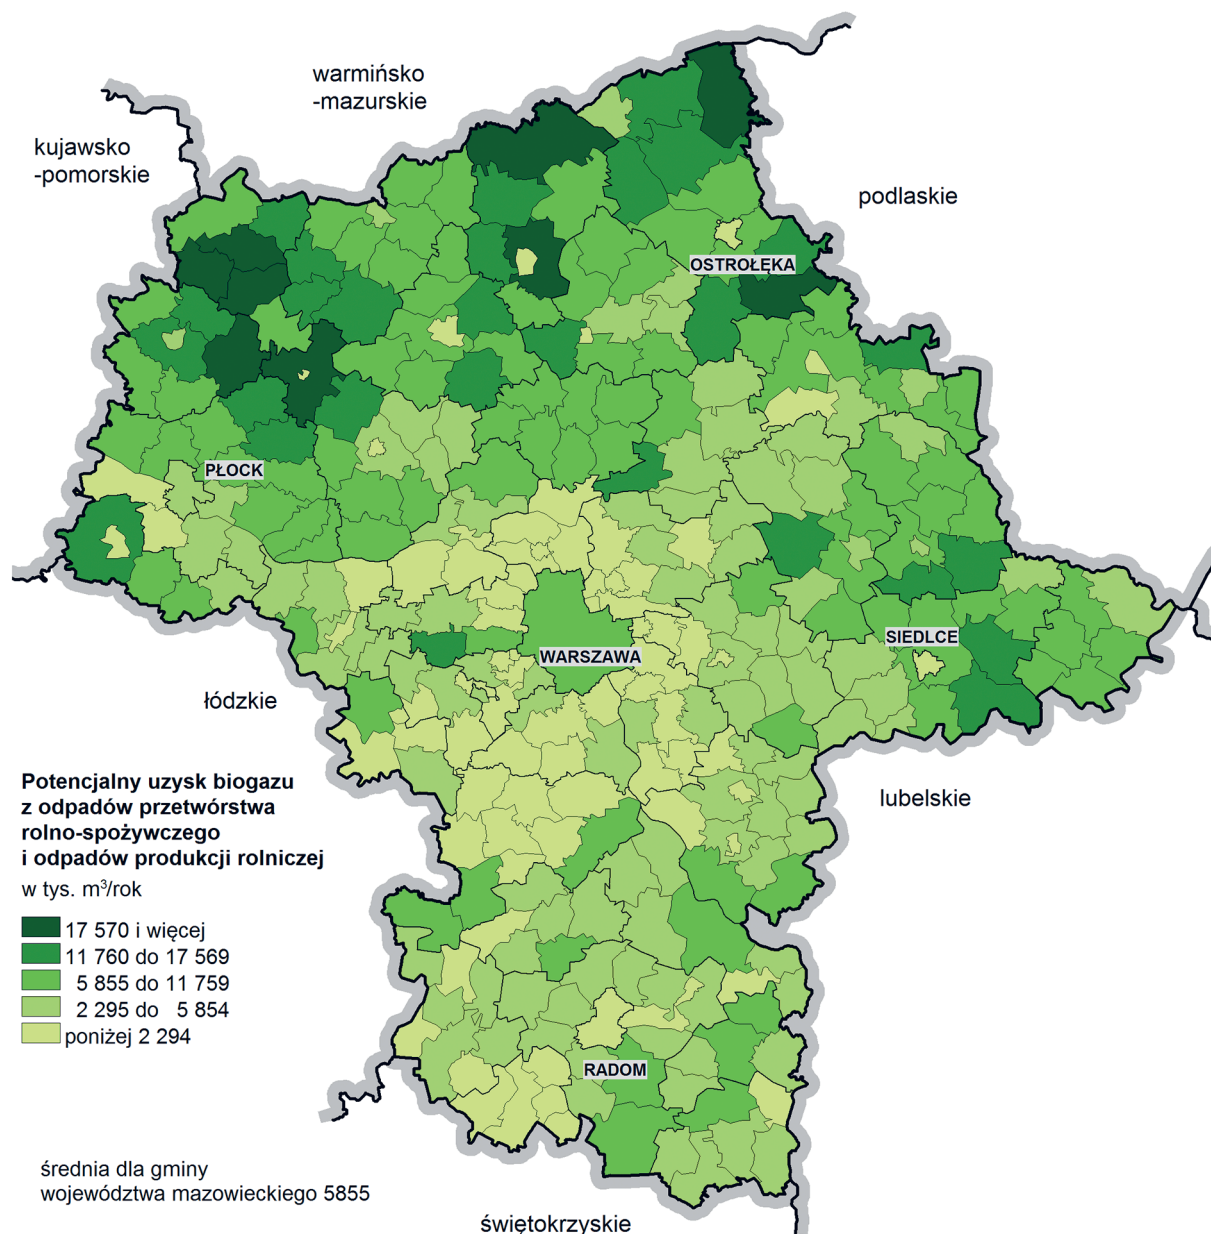 warmińsko
-mazurskie
kujawsko
-pomorskie
podlaskie
OSTROŁĘKA
PŁOCK
SIEDLCE
WARSZAWA
łódzkie
Potencjalny uzysk biogazu
z odpadów przetwórstwa
rolno-spożywczego
i odpadów produkcji rolniczej
w tys. m³/rok
lubelskie
17 570 i więcej
11 760 do 17 569
5 855 do 11 759
2 295 do 5 854
poniżej 2 294
RADOM
średnia dla gminy
województwa mazowieckiego 5855
świętokrzyskie